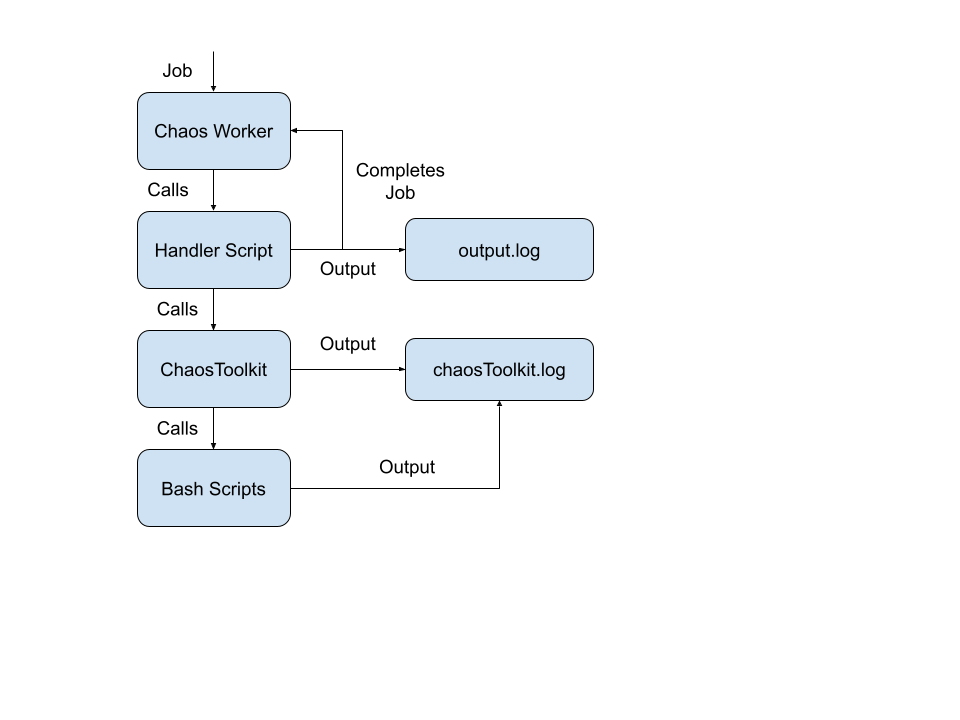 Job
Chaos Worker
Completes
Job
Calls
Handler Script
output.log
Output
Calls
Output
ChaosToolkit
chaosToolkit.log
Calls
Output
Bash Scripts